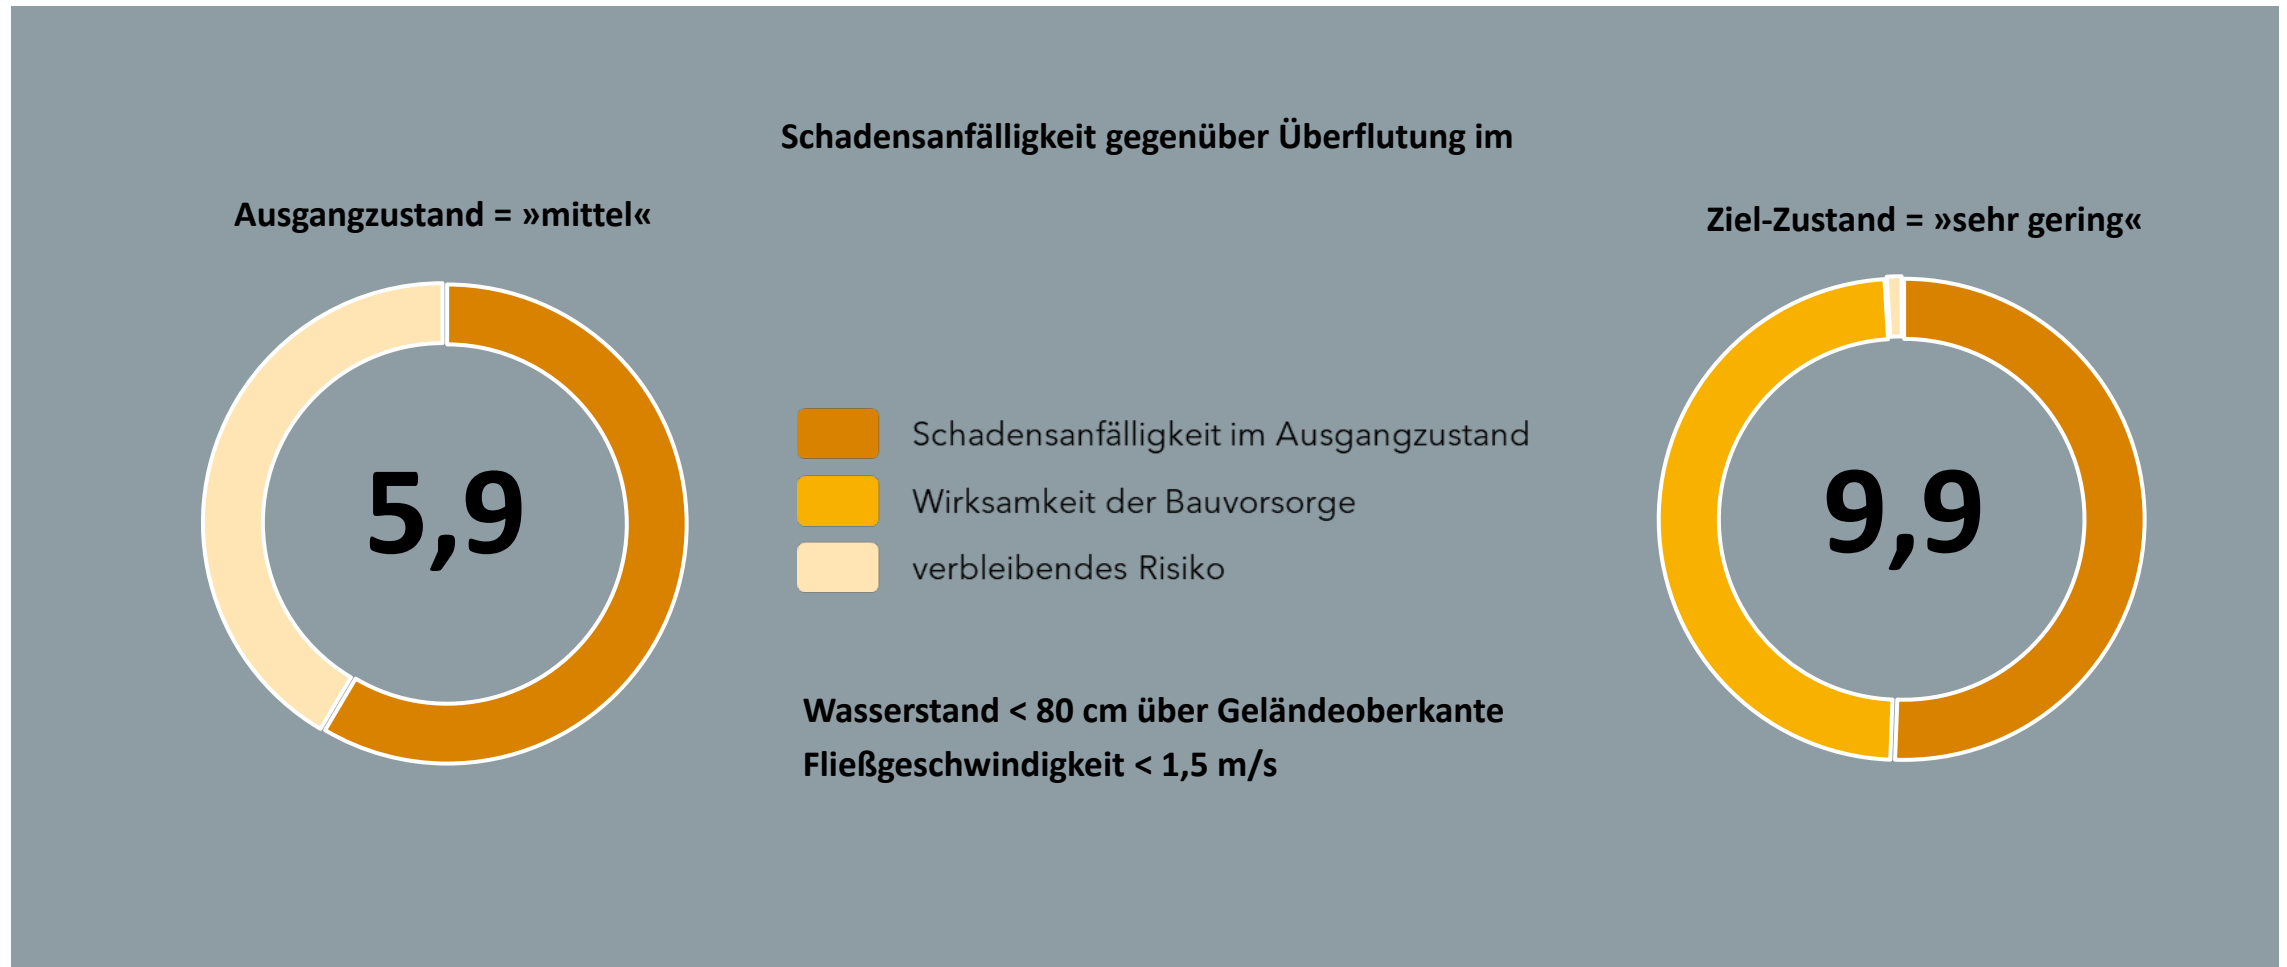 Schadensanfälligkeit gegenüber Überflutung im
Ausgangzustand = »mittel«
Ziel-Zustand = »sehr gering«
5,9
Schadensanfälligkeit im Ausgangzustand
Wirksamkeit der Bauvorsorge
verbleibendes Risiko
9,9
Wasserstand < 80 cm über Geländeoberkante
Fließgeschwindigkeit < 1,5 m/s